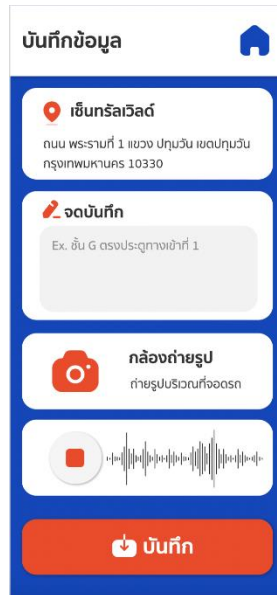 บันทึกข้อมูล
เซ็นทรัลเวิลด์
ถนน พระรามที่ 1 แขวง ปทุมวัน เขตปทุมวัน
กรุงเทพมหานคร 10330
จดบันทึก
Ex. ชั้น G ตรงประตูทางเข้าที่ 1
กล้องถ่ายรูป
ถ่ายรูปบริเวณที่จอดรถ
บันทึก